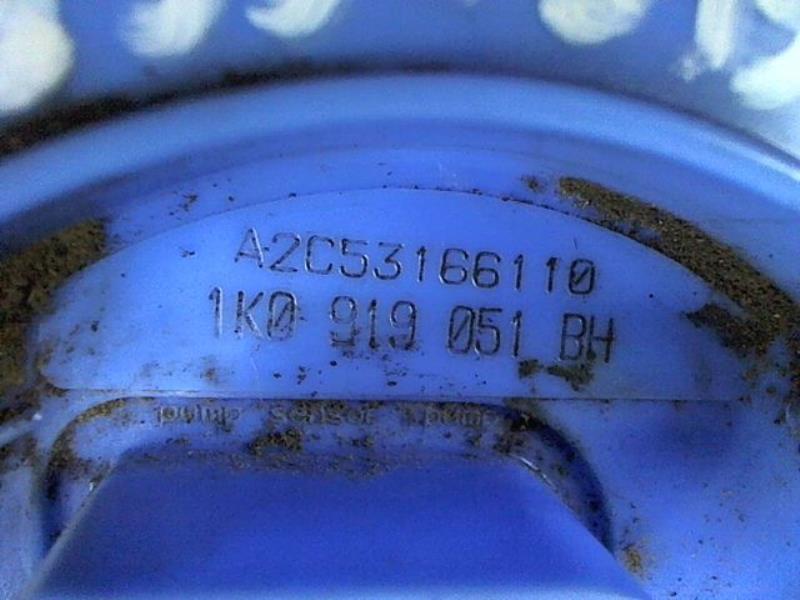 A2C53166110
1K0 919 051 BH
pump sensor pump